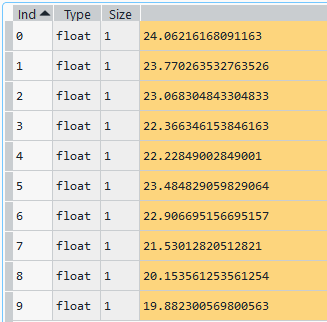 Ind Type Size
0 float 1 24.06216168091163
1 float 1 23.770263532763526
2 float 1 23.068304843304833
3 float 1 22.366346153846163
4 float 1 22.22849002849001
5 float 1 23.484829059829064
6 float 1 22.906695156695157
7 float 1 21.53012820512821
8 float 1 20.153561253561254
9 float 1 19.882300569800563